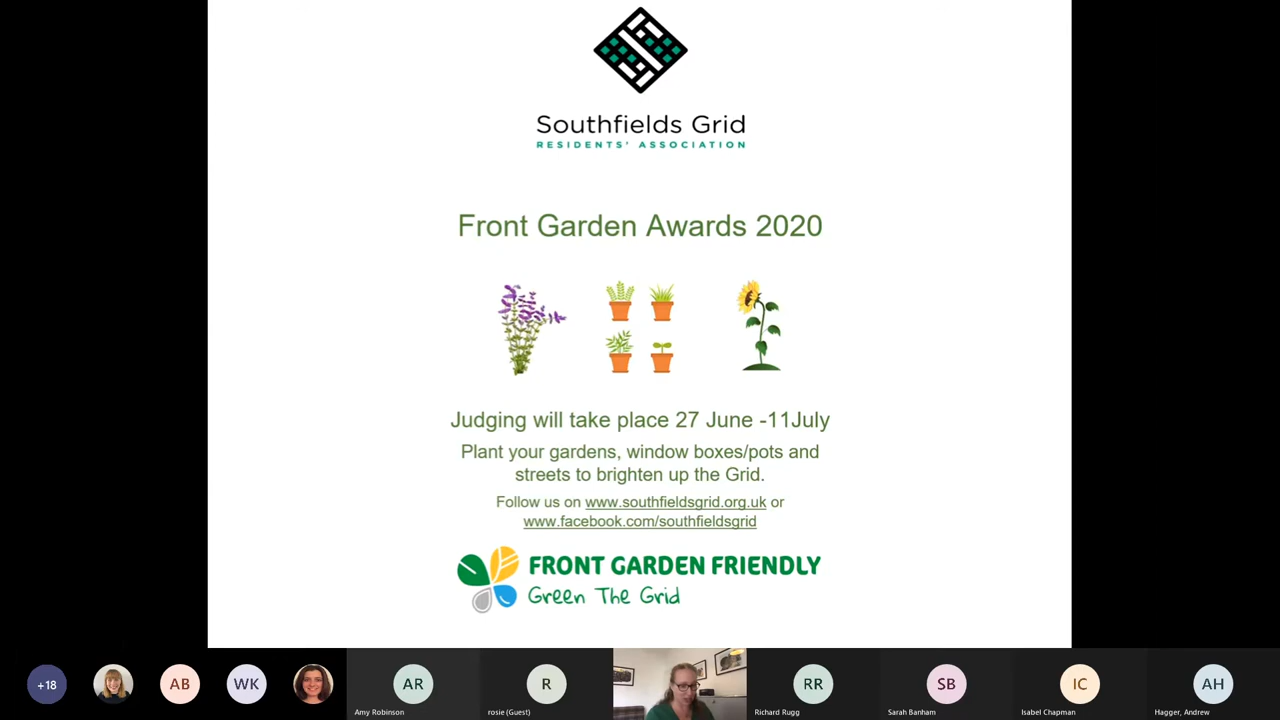 Southfields Grid
RESIDENTS' ASSOCIATION
Front Garden Awards 2020
Judging will take place 27 June -11July
Plant your gardens, window boxes/pots and
streets to brighten up the Grid.
Follow us on www.southfieldsgrid.org.uk or
www.facebook.com/southfieldsgrid
FRONT GARDEN FRIENDLY
Green The Grid
+18
AB
WK
AR
R
RR
SB
IC
AH
Amy Robinson
rosie (Guest)
Richard Rugg
Sarah Banham
Isabel Chapman
Hagger, Andrew